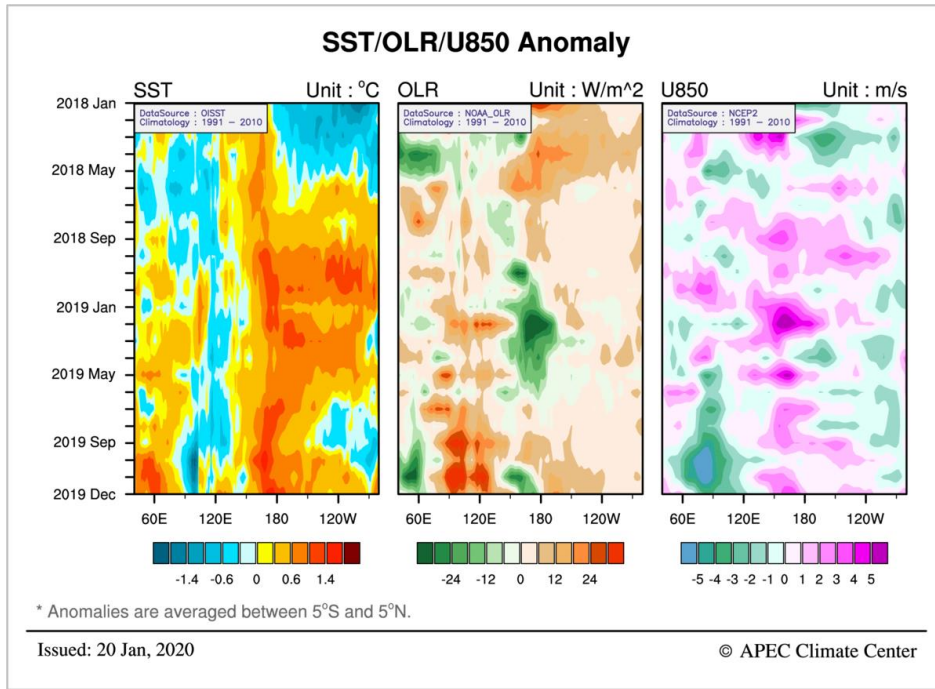 SST/OLR/U850 Anomaly
SST Unit : °C OLR Unit : W/m^2 U850 Unit : m/s
DataSource : OISST
Climatology : 1991 − 2010
DataSource : NOAA_OLR
Climatology : 1991 − 2010
DataSource : NCEP2
Climatology : 1991 − 2010
2018 Jan
2018 May
2018 Sep
2019 Jan
2019 May
2019 Sep
2019 Dec
60E 120E 180 120W 60E 120E 180 120W 60E 120E 180 120W
-1.4 -0.6 0 0.6 1.4 -24 -12 0 12 24 -5 -4 -3 -2 -1 0 1 2 3 4 5
* Anomalies are averaged between 5°S and 5°N.
Issued: 20 Jan, 2020 © APEC Climate Center